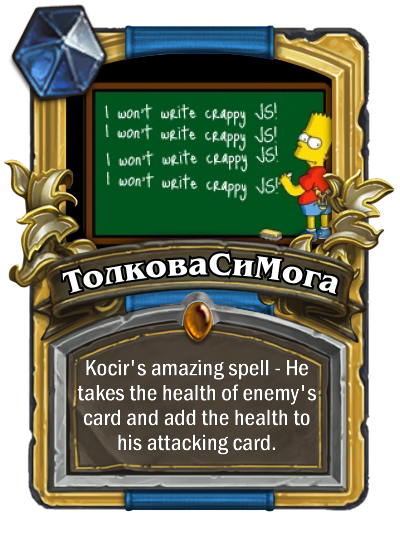 I won't write crappy JS!
I won't write crappy JS!
I won't write crappy JS!
I won't write crappy JS!
ТолковаСиМога
Kocir's amazing spell - He
takes the health of enemy's
card and add the health to
his attacking card.